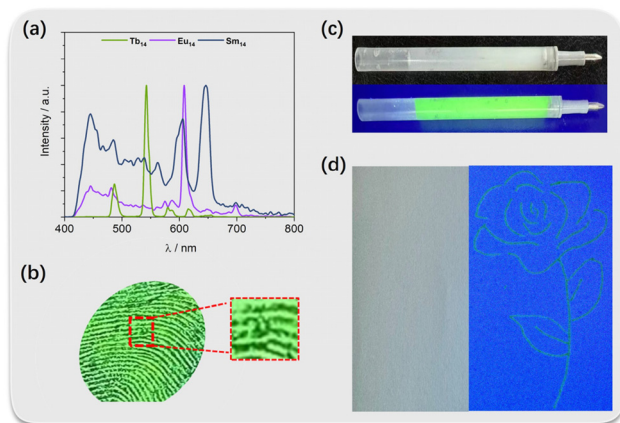 (a)
Tb14 Eu14 Sm14
Intensity / a.u.
400 500 600 700 800
λ / nm
(b)
(c)
(d)